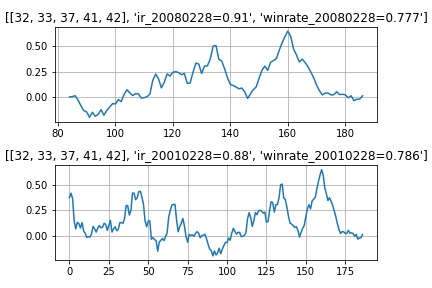 [[32, 33, 37, 41, 42], 'ir_20080228=0.91', 'winrate_20080228=0.777']
0.50
0.25
0.00
80 100 120 140 160 180
[[32, 33, 37, 41, 42], 'ir_20010228=0.88', 'winrate_20010228=0.786']
0.50
0.25
0.00
0 25 50 75 100 125 150 175